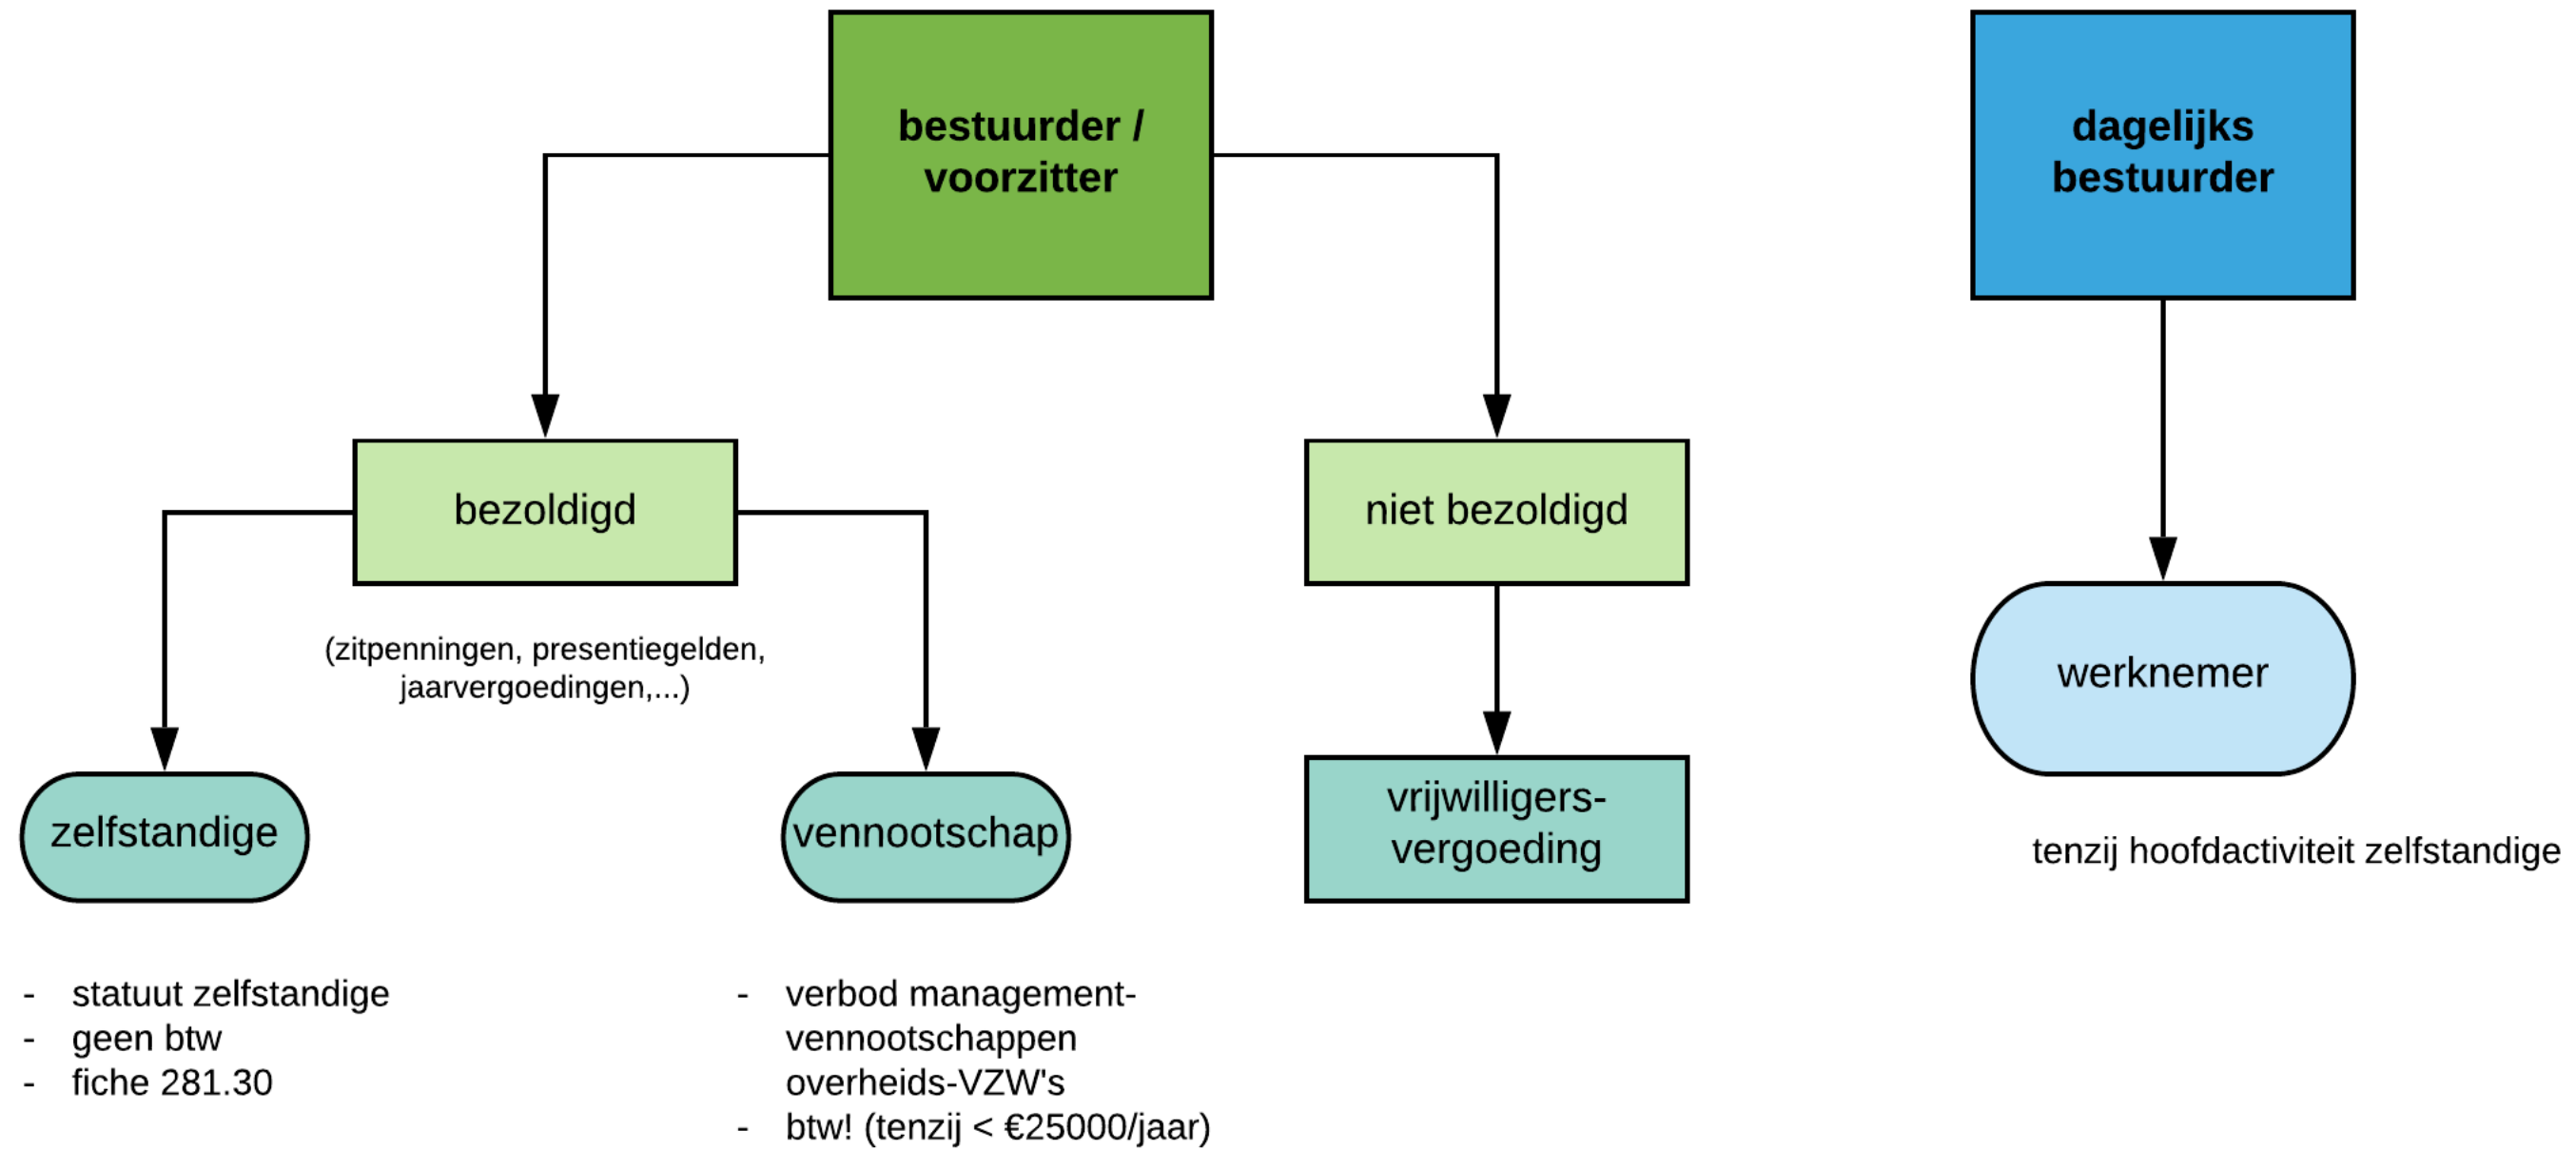 bestuurder /
voorzitter
dagelijks
bestuurder
bezoldigd
niet bezoldigd
(zitpenningen, presentiegelden,
jaarvergoedingen,...)
werknemer
zelfstandige
vennootschap
vrijwilligers-
vergoeding
tenzij hoofdactiviteit zelfstandige
- statuut zelfstandige
- geen btw
- fiche 281.30
- verbod management-
vennootschappen
overheids-VZW's
- btw! (tenzij < €25000/jaar)